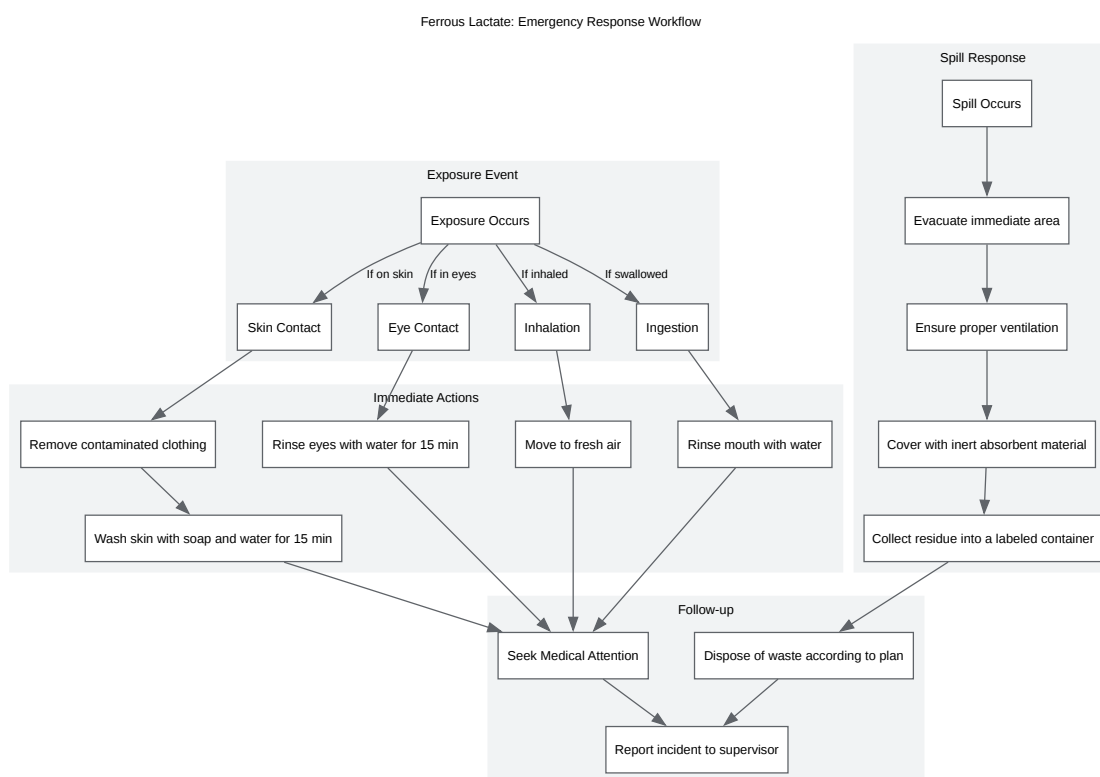 Ferrous Lactate: Emergency Response Workflow
Spill Response
Spill Occurs
Exposure Event
Exposure Occurs
Evacuate immediate area
If on skin
If in eyes
If inhaled
If swallowed
Skin Contact
Eye Contact
Inhalation
Ingestion
Ensure proper ventilation
Immediate Actions
Remove contaminated clothing
Rinse eyes with water for 15 min
Move to fresh air
Rinse mouth with water
Cover with inert absorbent material
Wash skin with soap and water for 15 min
Collect residue into a labeled container
Follow-up
Seek Medical Attention
Dispose of waste according to plan
Report incident to supervisor